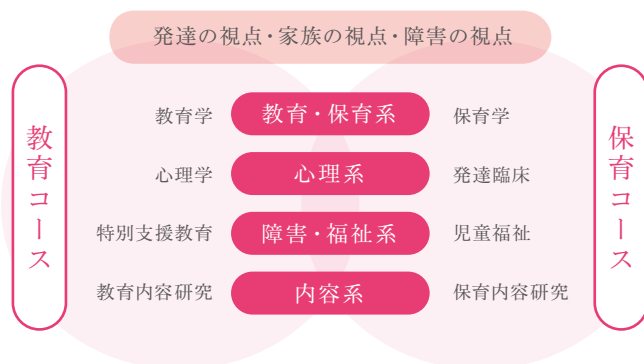 発達の視点・家族の視点・障害の視点
教育コース
教育学
教育・保育系
保育学
心理学
心理系
発達臨床
特別支援教育
障害・福祉系
児童福祉
教育内容研究
内容系
保育内容研究
保育コース